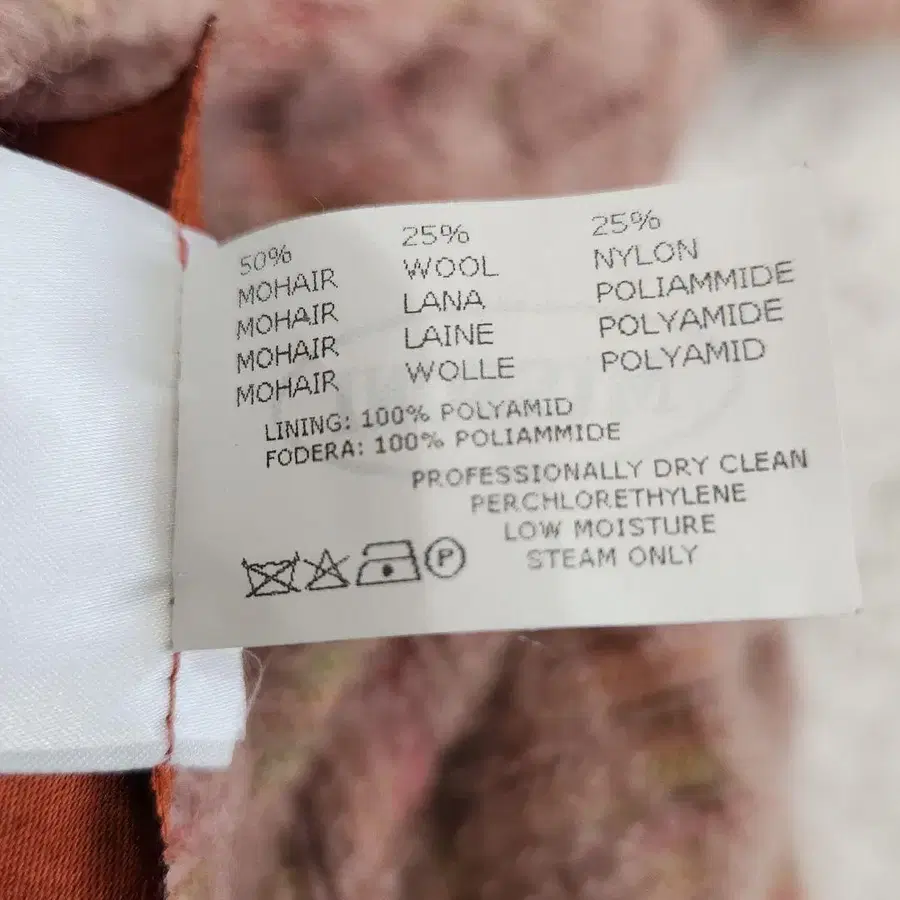 50% 25% 25%
MOHAIR WOOL NYLON
MOHAIR LANA POLIAMMIDE
MOHAIR LAINE POLYAMIDE
MOHAIR WOLLE POLYAMID
LINING: 100% POLYAMID
FODERA: 100% POLIAMMIDE
PROFESSIONALLY DRY CLEAN
PERCHLORETHYLENE
LOW MOISTURE
STEAM ONLY
P